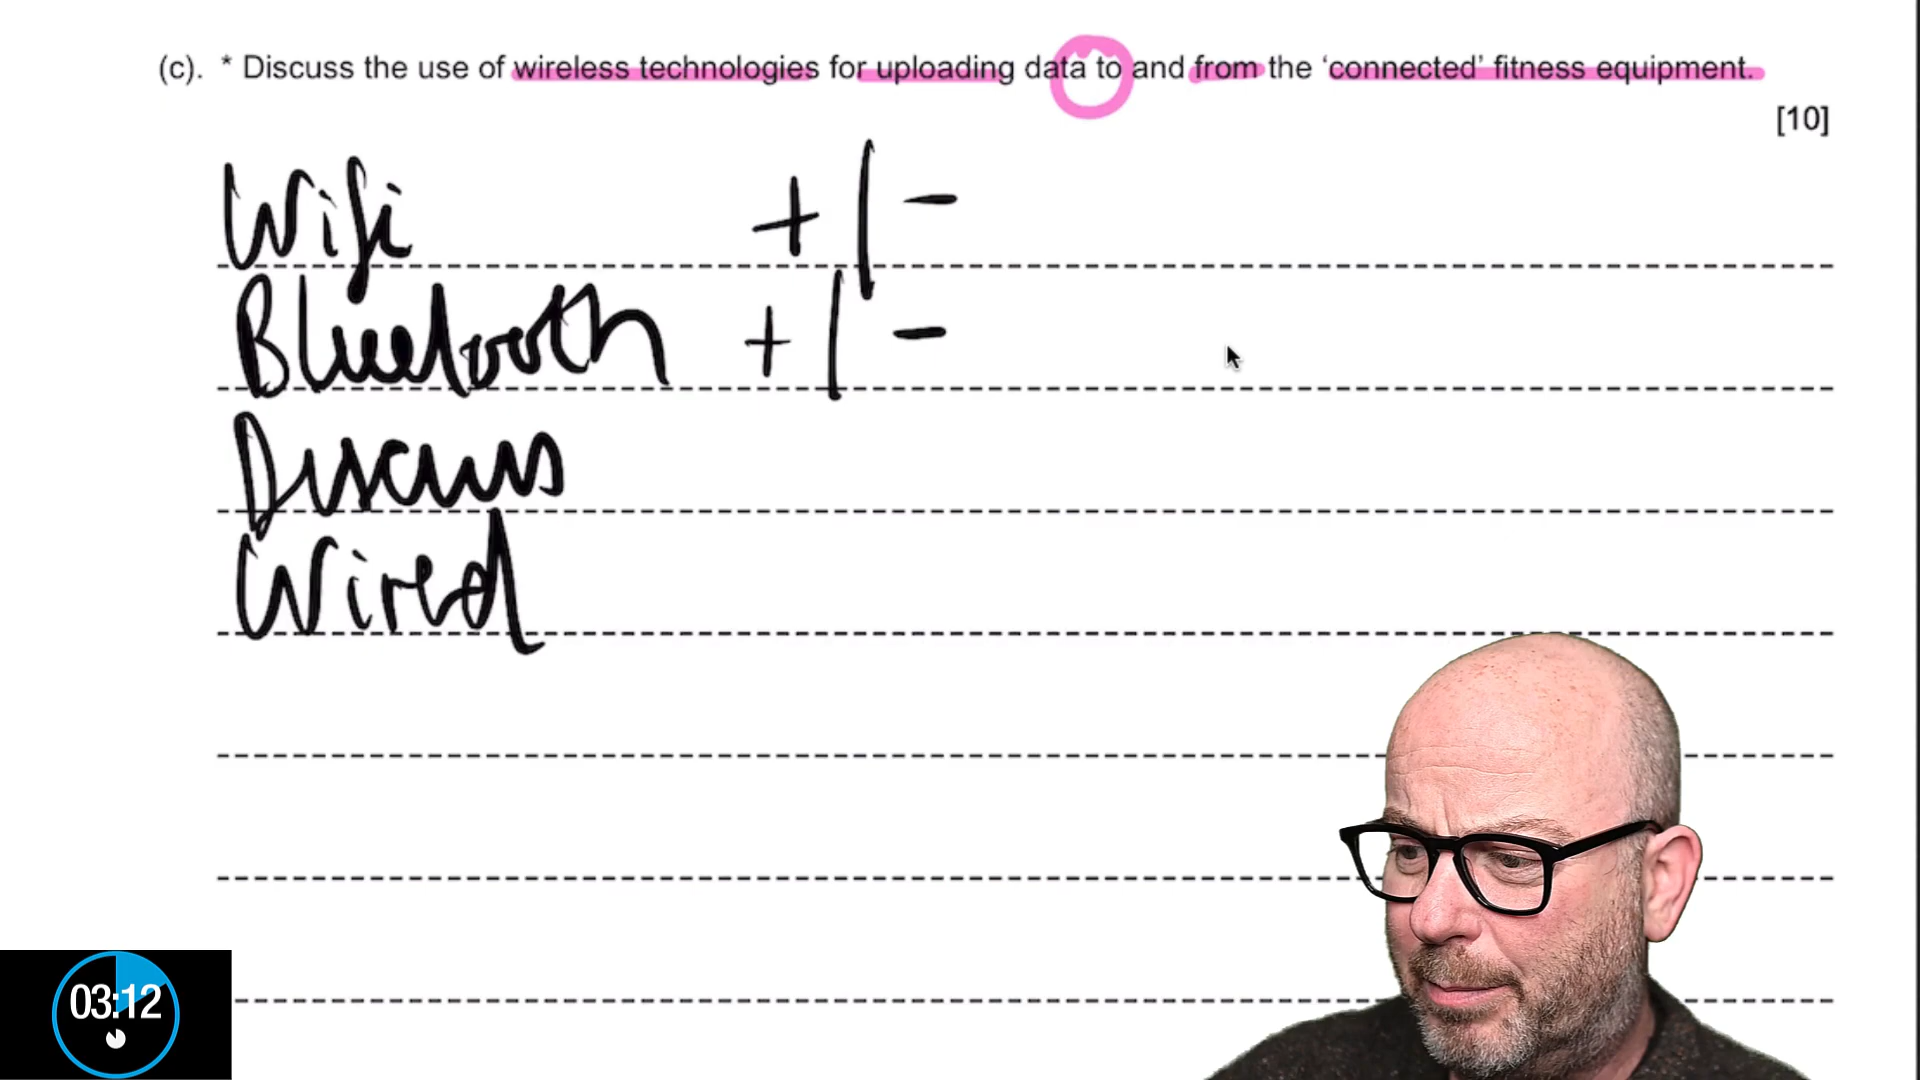 (c). * Discuss the use of wireless technologies for uploading data to and from the ‘connected’ fitness equipment.
[10]
Wifi + | -
Bluetooth + | -
Discuss
Wired
03:12